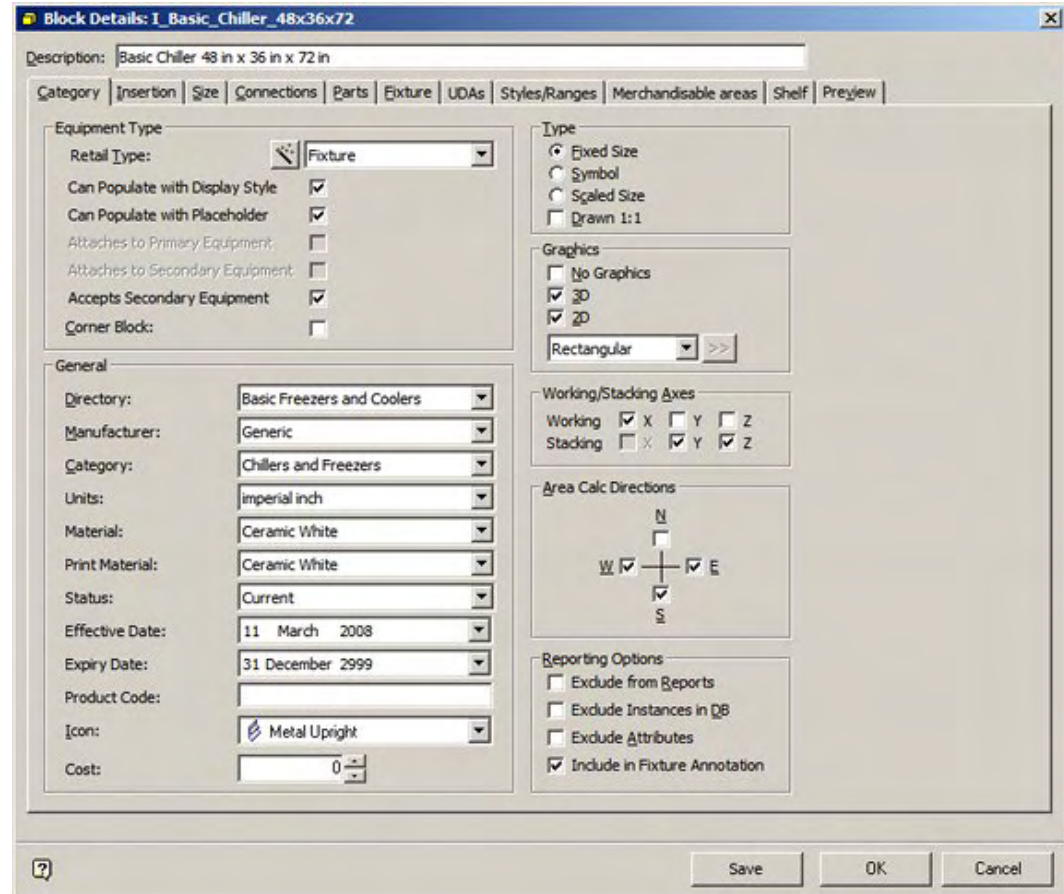 Block Details: I_Basic_Chiller_48x36x72
Description: Basic Chiller 48 in x 36 in x 72 in
Category Insertion Size Connections Parts Fixture UDAs Styles/Ranges Merchandisable areas Shelf Preview
Equipment Type
Retail Type: Fixture
Can Populate with Display Style
Can Populate with Placeholder
Attaches to Primary Equipment
Attaches to Secondary Equipment
Accepts Secondary Equipment
Corner Block:
General
Directory: Basic Freezers and Coolers
Manufacturer: Generic
Category: Chillers and Freezers
Units: imperial inch
Material: Ceramic White
Print Material: Ceramic White
Status: Current
Effective Date: 11 March 2008
Expiry Date: 31 December 2999
Product Code:
Icon: Metal Upright
Cost: 0
Type
Fixed Size
Symbol
Scaled Size
Drawn 1:1
Graphics
No Graphics
3D
2D
Rectangular >>
Working/Stacking Axes
Working X Y Z
Stacking X Y Z
Area Calc Directions
N
W E
S
Reporting Options
Exclude from Reports
Exclude Instances in DB
Exclude Attributes
Include in Fixture Annotation
? Save OK Cancel